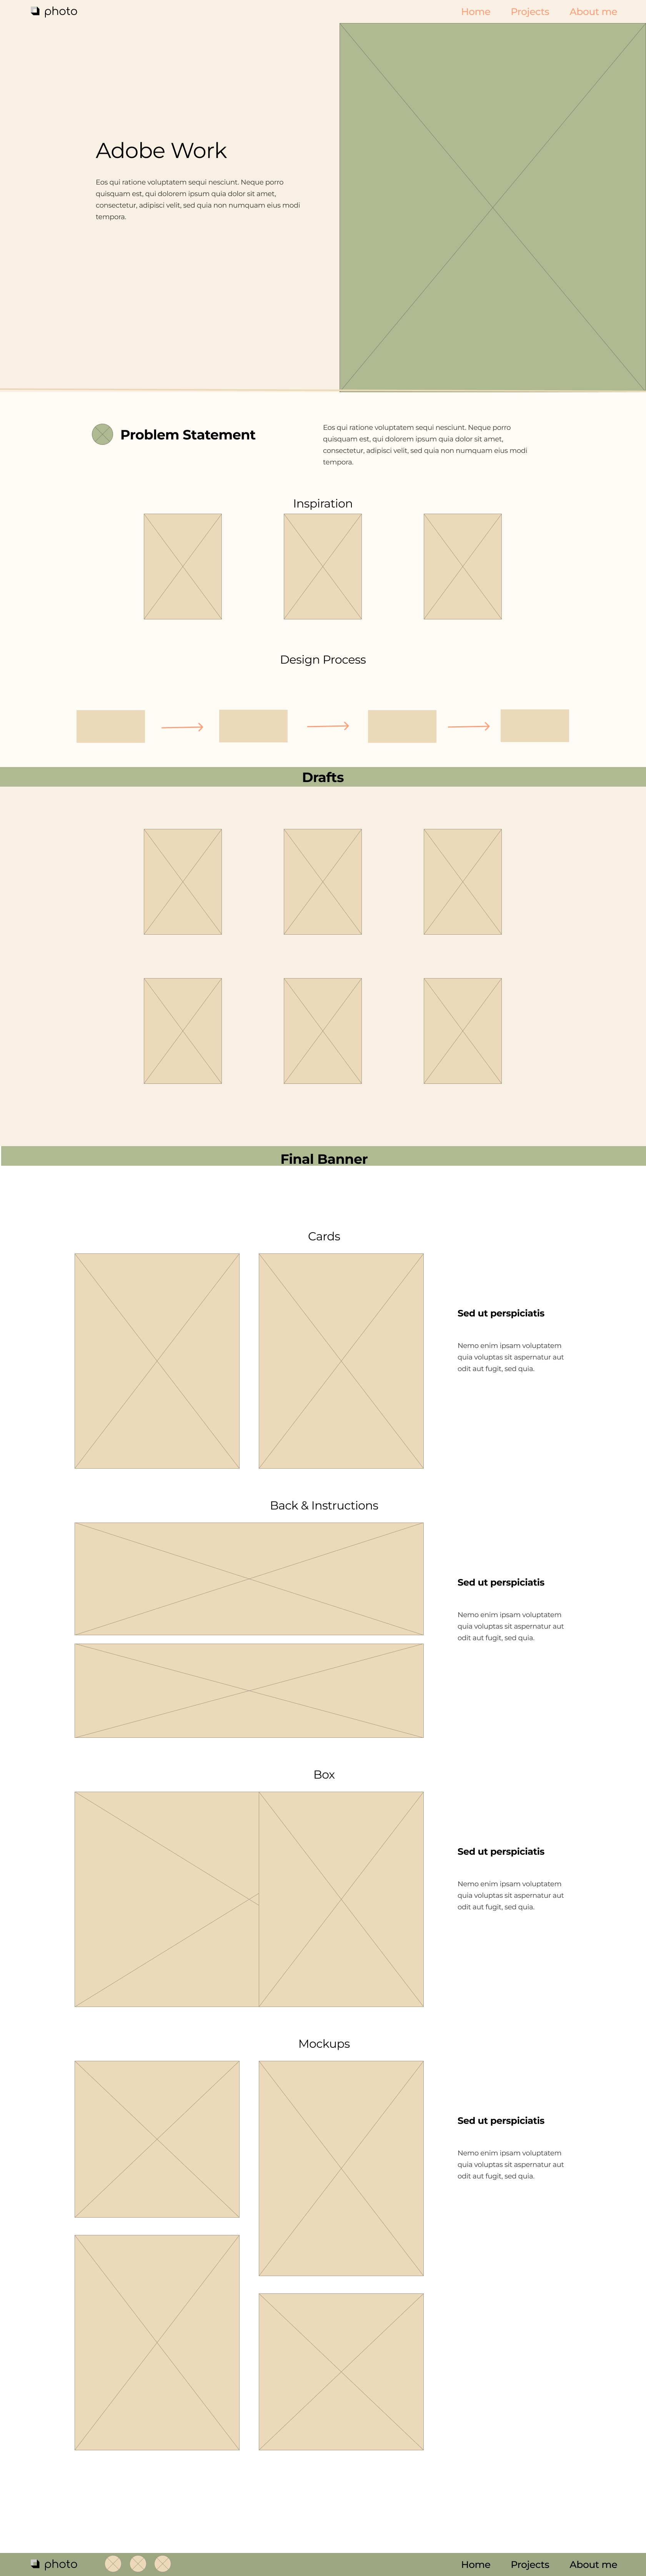 photo
Home Projects About me
Adobe Work
Eos qui ratione voluptatem sequi nesciunt. Neque porro
quisquam est, qui dolorem ipsum quia dolor sit amet,
consectetur, adipisci velit, sed quia non numquam eius modi
tempora.
Problem Statement
Eos qui ratione voluptatem sequi nesciunt. Neque porro
quisquam est, qui dolorem ipsum quia dolor sit amet,
consectetur, adipisci velit, sed quia non numquam eius modi
tempora.
Inspiration
Design Process
Drafts
Final Banner
Cards
Sed ut perspiciatis
Nemo enim ipsam voluptatem
quia voluptas sit aspernatur aut
odit aut fugit, sed quia.
Back & Instructions
Sed ut perspiciatis
Nemo enim ipsam voluptatem
quia voluptas sit aspernatur aut
odit aut fugit, sed quia.
Box
Sed ut perspiciatis
Nemo enim ipsam voluptatem
quia voluptas sit aspernatur aut
odit aut fugit, sed quia.
Mockups
Sed ut perspiciatis
Nemo enim ipsam voluptatem
quia voluptas sit aspernatur aut
odit aut fugit, sed quia.
photo
Home Projects About me